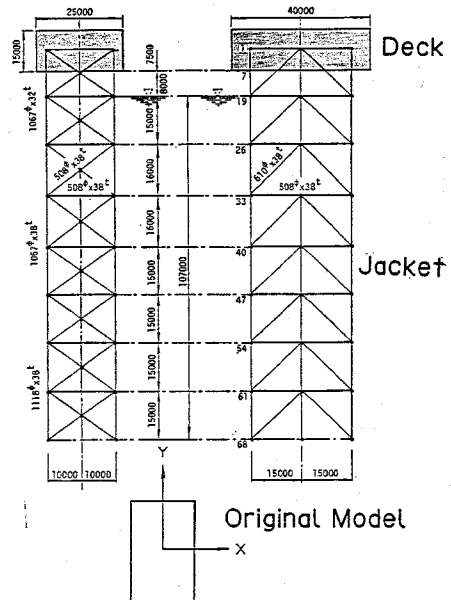 25000
40000
15000
7500
8000
Deck
1
7
19
1067φx32t
15000
26
508φx38t
508φx38t
16000
610φx38t
508φx38t
33
1067φx38t
16000
107000
40
Jacket
15000
47
15000
54
1118φx38t
15000
61
15000
68
10000 10000
15000 15000
Y
X
Original Model